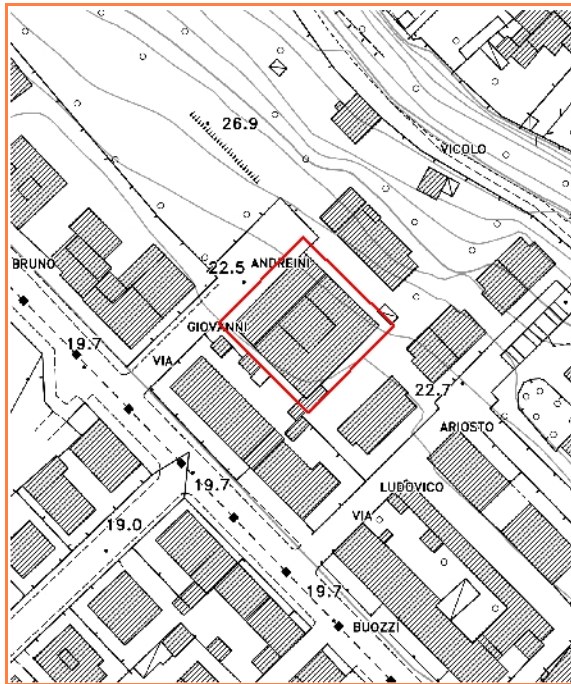 26.9
VICOLO
BRUNO
22.5
ANDREINI
GIOVANNI
19.7
VIA
22.7
ARIOSTO
LUDOVICO
19.7
VIA
19.0
19.7
BUOZZI